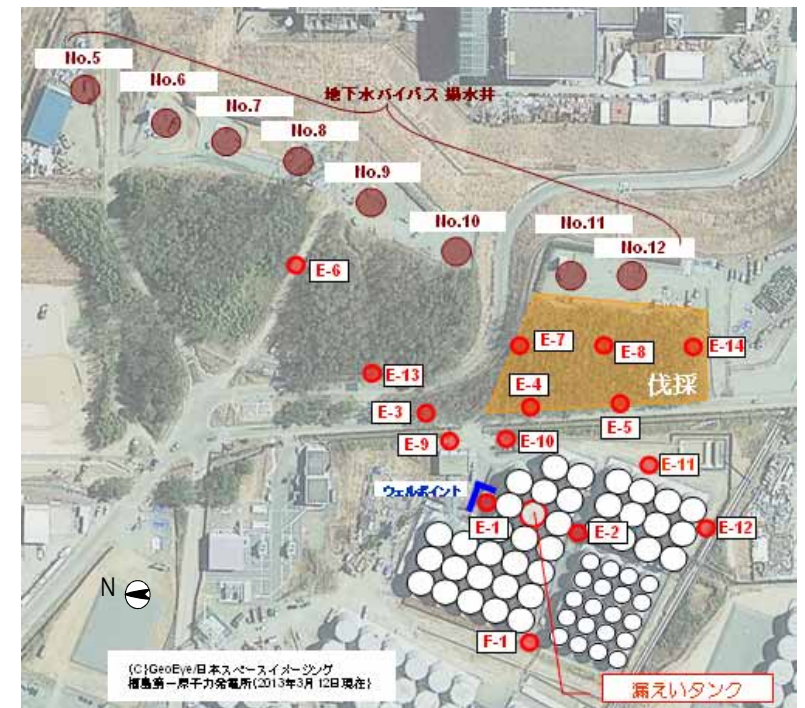 No.5
No.6
No.7
No.8
地下水バイパス 揚水井
No.9
No.10
No.11
No.12
E-6
E-7
E-8
E-14
E-13
伐採
E-4
E-3
E-5
E-9
E-10
E-11
ウェルポイント
E-1
E-2
E-12
N
F-1
(C)GeoEye/日本スペースイメージング
福島第一原子力発電所(2013年3月12日現在)
漏えいタンク